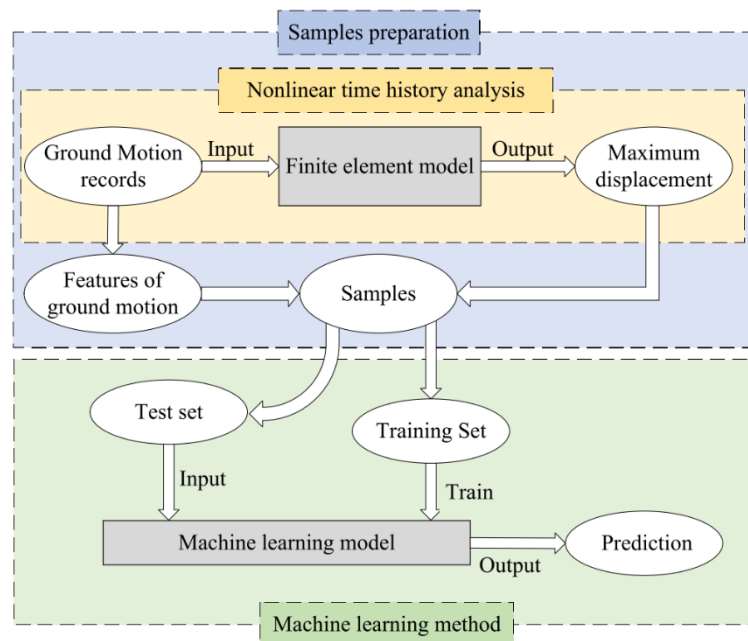 Samples preparation
Nonlinear time history analysis
Ground Motion
records
Input
Finite element model
Output
Maximum
displacement
Features of
ground motion
Samples
Test set
Training Set
Input
Train
Machine learning model
Output
Prediction
Machine learning method